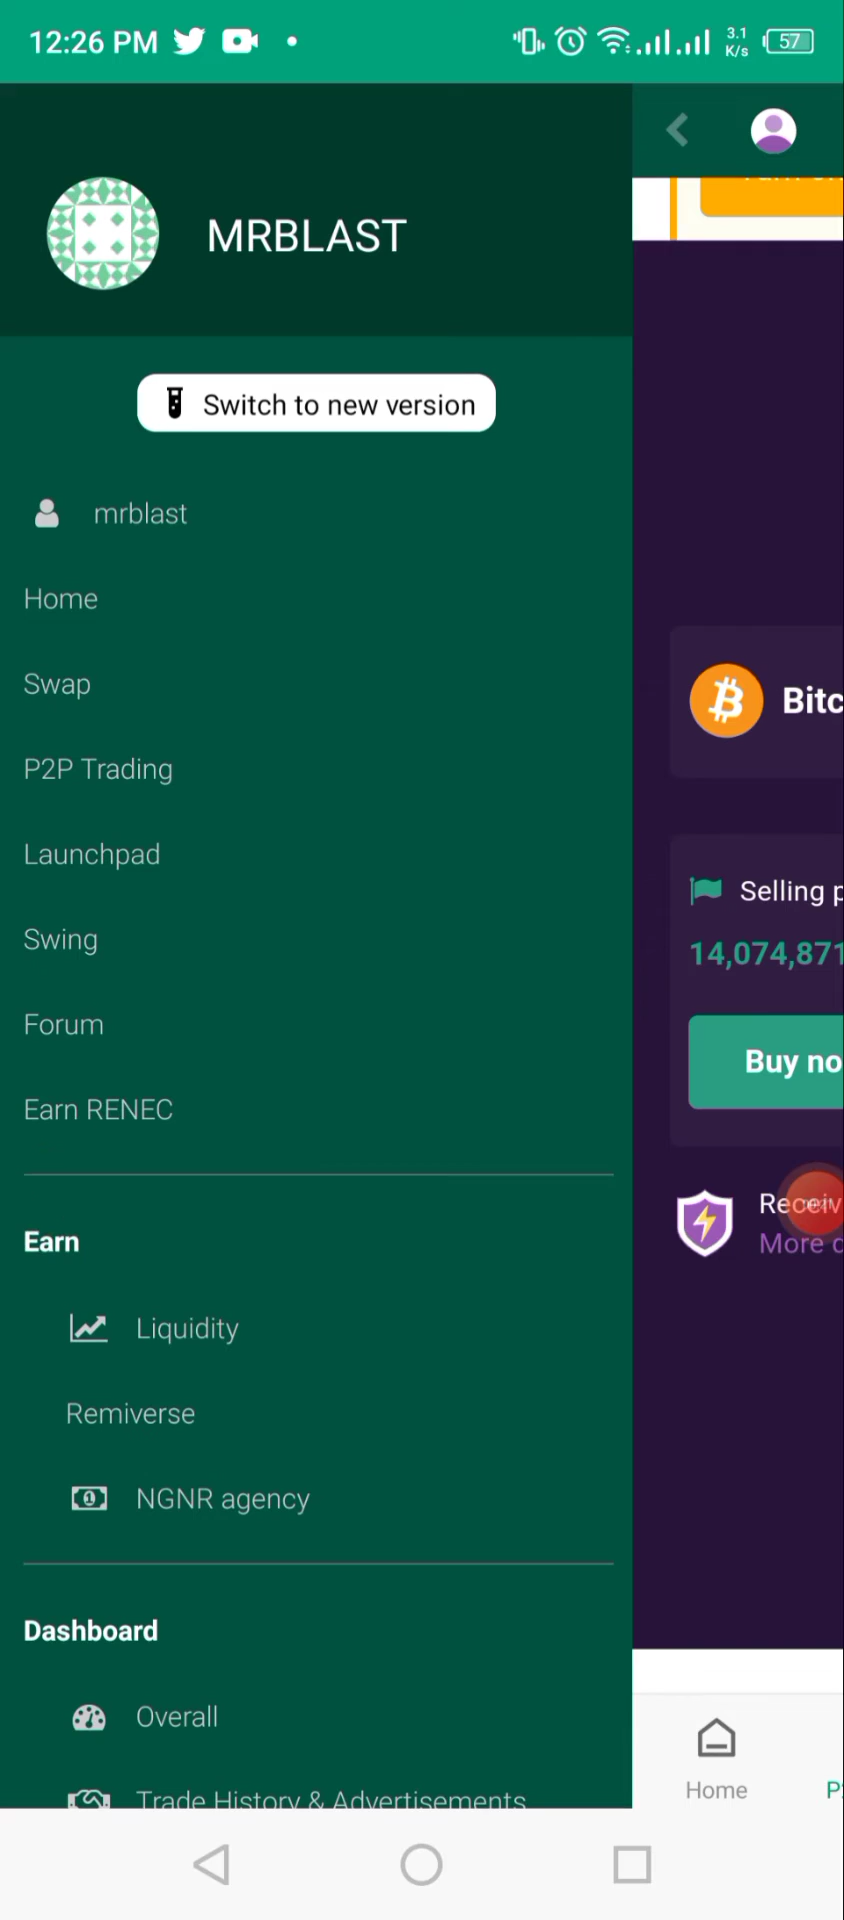 12:26 PM
3.1
K/s
57
MRBLAST
Switch to new version
mrblast
Home
Swap
P2P Trading
Launchpad
Swing
Forum
Earn RENEC
Earn
Liquidity
Remiverse
NGNR agency
Dashboard
Overall
Trade History & Advertisements
Bitc
Selling p
14,074,871
Buy no
Receiv
More
Home